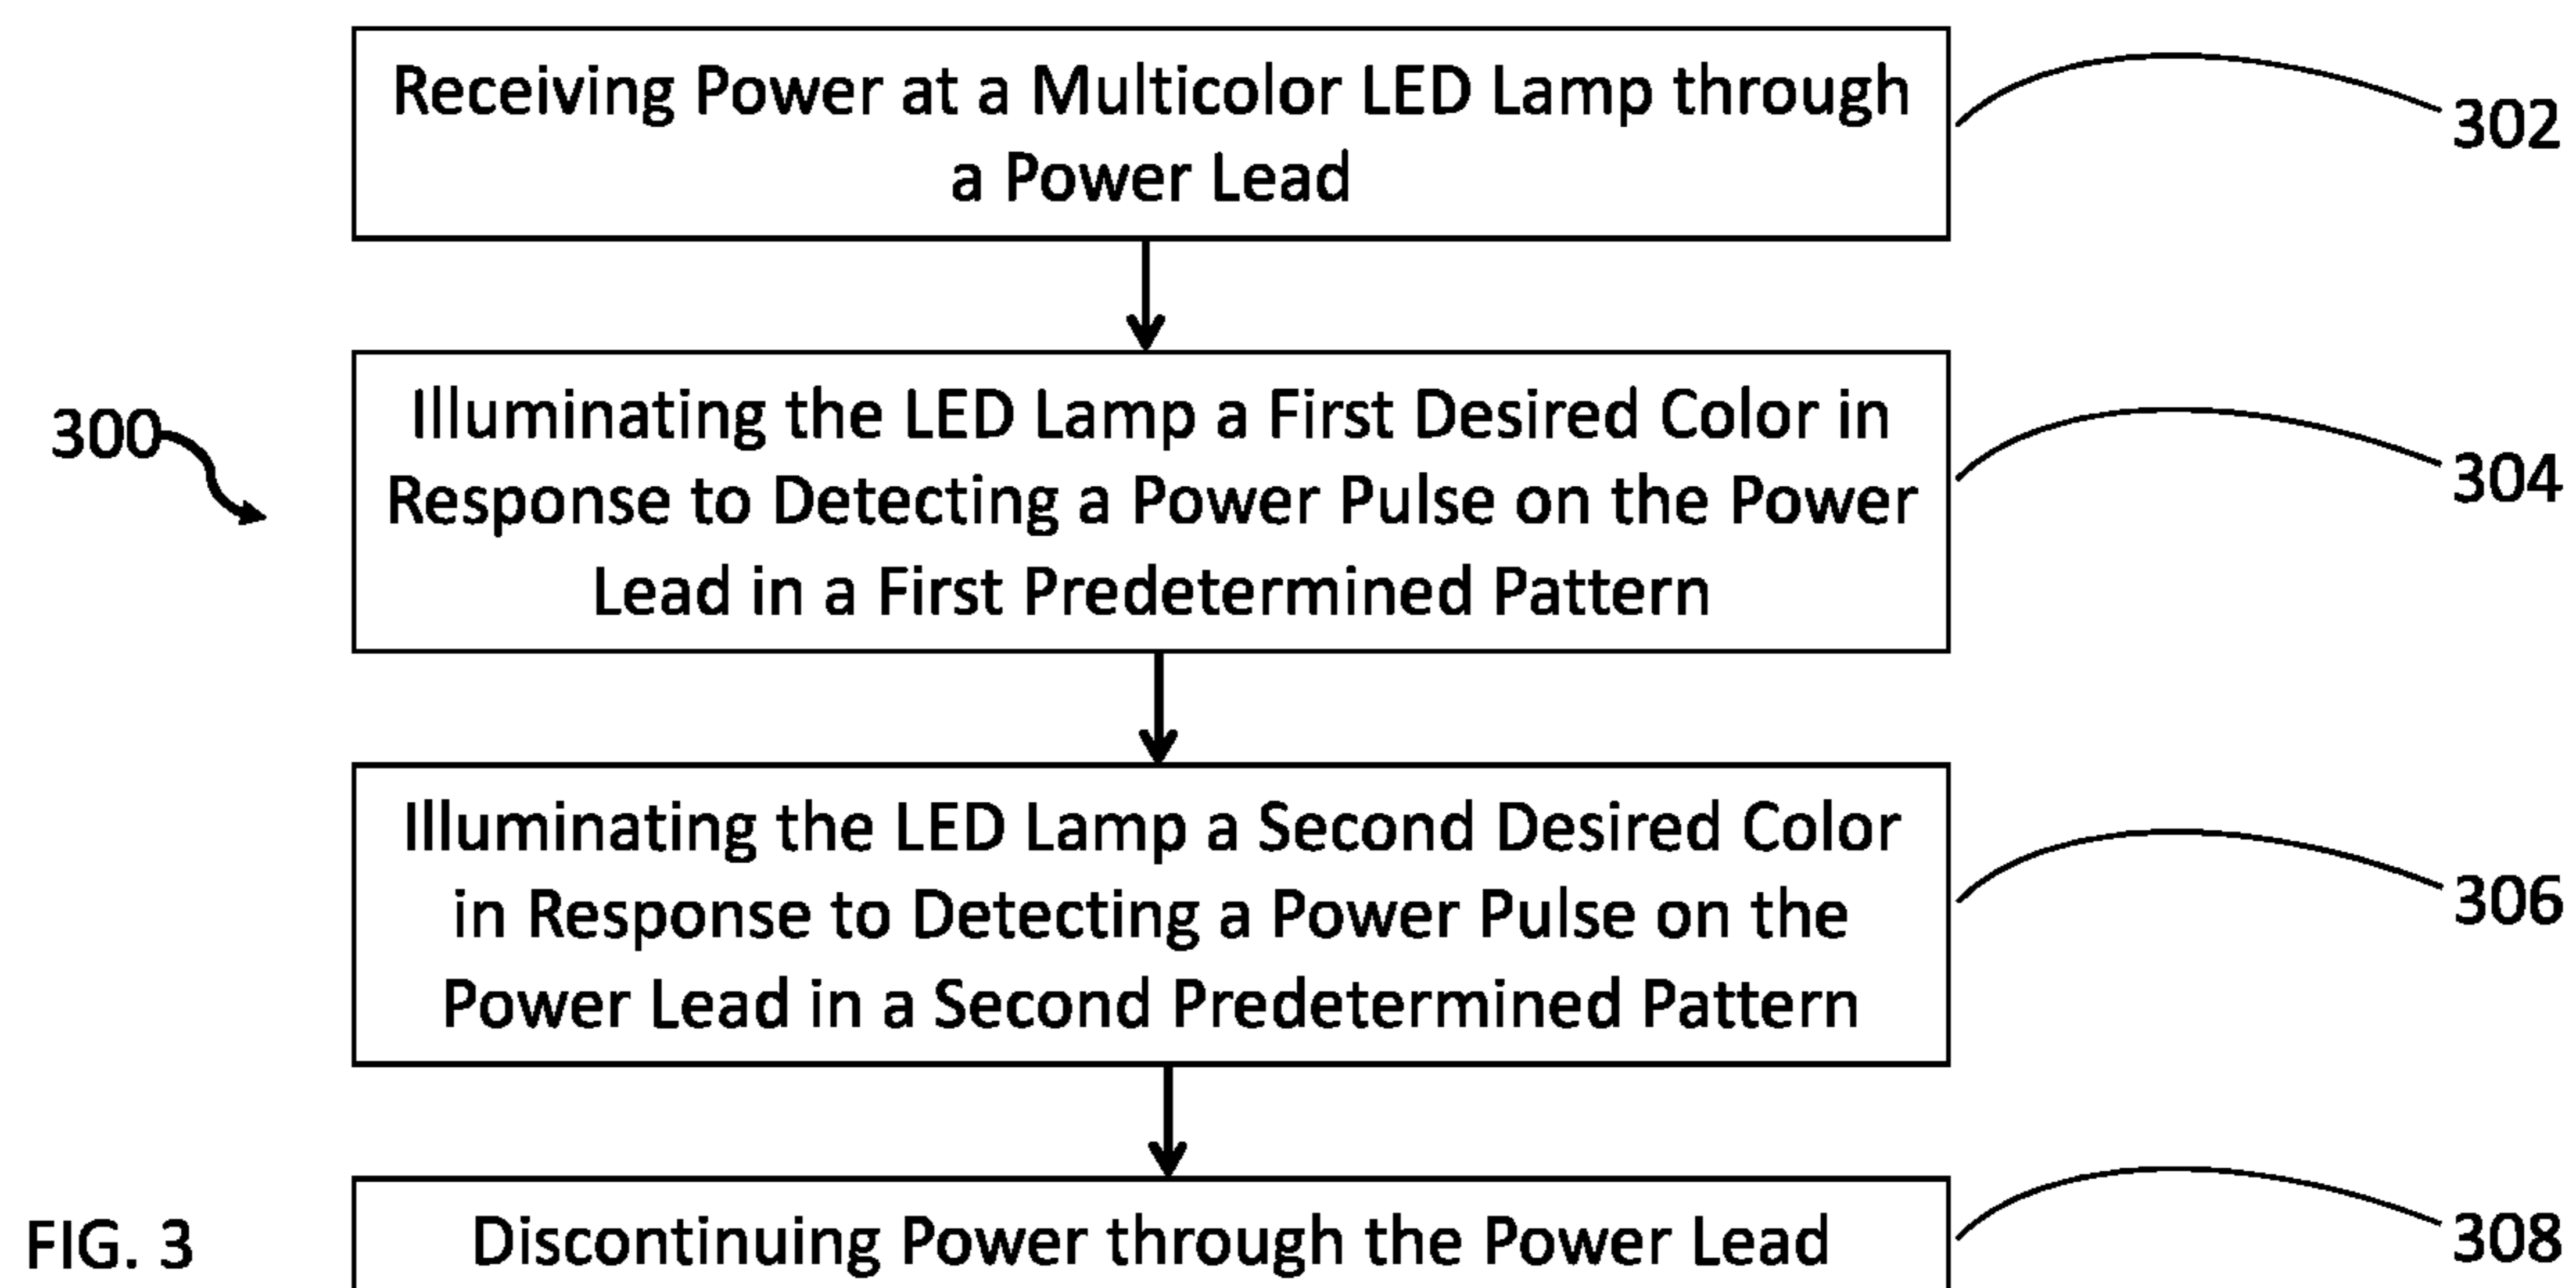 Receiving Power at a Multicolor LED Lamp through
a Power Lead
302
300
Illuminating the LED Lamp a First Desired Color in
Response to Detecting a Power Pulse on the Power
Lead in a First Predetermined Pattern
304
Illuminating the LED Lamp a Second Desired Color
in Response to Detecting a Power Pulse on the
Power Lead in a Second Predetermined Pattern
306
FIG. 3
Discontinuing Power through the Power Lead
308